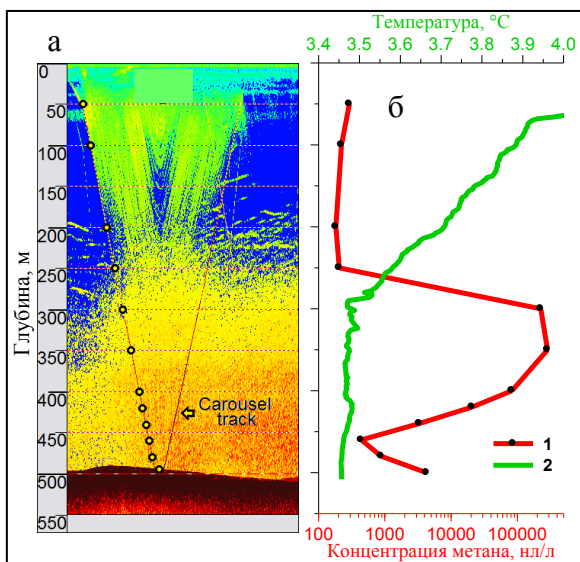 а
0
50
100
150
200
250
300
350
400
450
500
550
Глубина, м
Carousel
track
Температура, °C
3.4 3.5 3.6 3.7 3.8 3.9 4.0
б
1
2
100 1000 10000 100000
Концентрация метана, нл/л